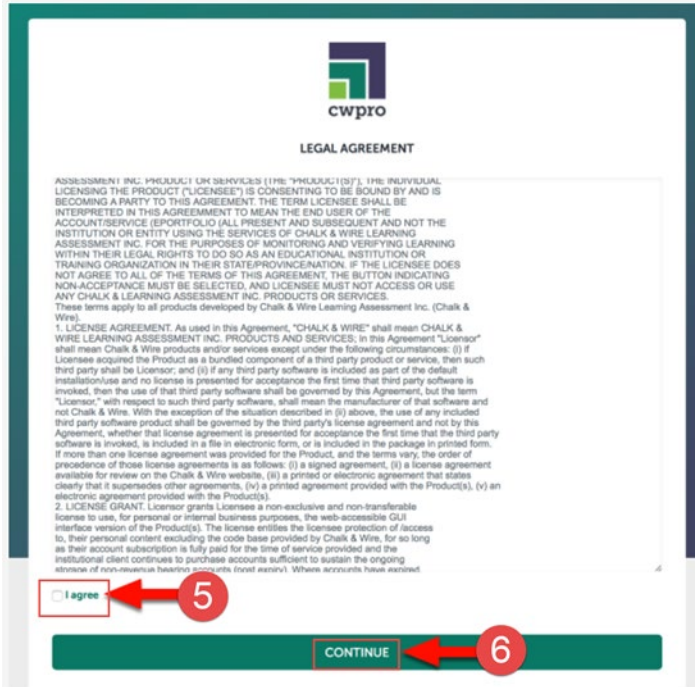 cwpro
LEGAL AGREEMENT
ASSESSMENT INC. PRODUCT OR SERVICES (THE "PRODUCT(S)"), THE INDIVIDUAL
LICENSING THE PRODUCT ("LICENSEE") IS CONSENTING TO BE BOUND BY AND IS
BECOMING A PARTY TO THIS AGREEMENT. THE TERM LICENSEE SHALL BE
INTERPRETED IN THIS AGREEMMENT TO MEAN THE END USER OF THE
ACCOUNT/SERVICE (EPORTFOLIO (ALL PRESENT AND SUBSEQUENT AND NOT THE
INSTITUTION OR ENTITY USING THE SERVICES OF CHALK & WIRE LEARNING
ASSESSMENT INC. FOR THE PURPOSES OF MONITORING AND VERIFYING LEARNING
WITHIN THEIR LEGAL RIGHTS TO DO SO AS AN EDUCATIONAL INSTITUTION OR
TRAINING ORGANIZATION IN THEIR STATE/PROVINCE/NATION. IF THE LICENSEE DOES
NOT AGREE TO ALL OF THE TERMS OF THIS AGREEMENT, THE BUTTON INDICATING
NON-ACCEPTANCE MUST BE SELECTED, AND LICENSEE MUST NOT ACCESS OR USE
ANY CHALK & LEARNING ASSESSMENT INC. PRODUCTS OR SERVICES.
These terms apply to all products developed by Chalk & Wire Learning Assessment Inc. (Chalk &
Wire).
1. LICENSE AGREEMENT. As used in this Agreement, "CHALK & WIRE" shall mean CHALK &
WIRE LEARNING ASSESSMENT INC. PRODUCTS AND SERVICES; In this Agreement "Licensor"
shall mean Chalk & Wire products and/or services except under the following circumstances: (i) if
Licensee acquired the Product as a bundled component of a third party product or service, then such
third party shall be Licensor; and (ii) if any third party software is included as part of the default
installation/use and no license is presented for acceptance the first time that third party software is
invoked, then the use of that third party software shall be governed by this Agreement, but the term
"Licensor," with respect to such third party software, shall mean the manufacturer of that software and
not Chalk & Wire. With the exception of the situation described in (ii) above, the use of any included
third party software product shall be governed by the third party's license agreement and not by this
Agreement, whether that license agreement is presented for acceptance the first time that the third party
software is invoked, is included in a file in electronic form, or is included in the package in printed form.
If more than one license agreement was provided for the Product, and the terms vary, the order of
precedence of those license agreements is as follows: (i) a signed agreement, (ii) a license agreement
available for review on the Chalk & Wire website, (iii) a printed or electronic agreement that states
clearly that it supersedes other agreements, (iv) a printed agreement provided with the Product(s), (v) an
electronic agreement provided with the Product(s).
2. LICENSE GRANT. Licensor grants Licensee a non-exclusive and non-transferable
license to use, for personal or internal business purposes, the web-accessible GUI
interface version of the Product(s). The license entitles the licensee protection of /access
to, their personal content excluding the code base provided by Chalk & Wire, for so long
as their account subscription is fully paid for the time of service provided and the
institutional client continues to purchase accounts sufficient to sustain the ongoing
storage of non-revenue bearing accounts (post expiry). Where accounts have expired
I agree
5
CONTINUE
6